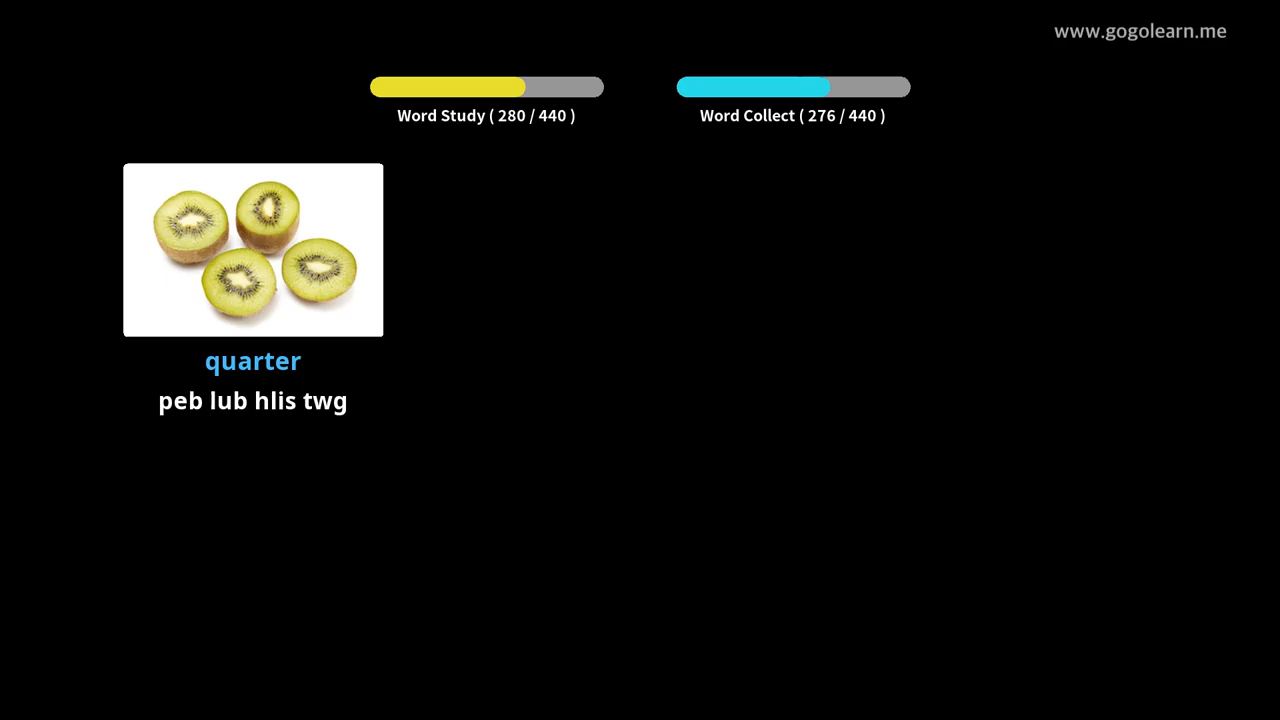 www.gogolearn.me
Word Study ( 280 / 440 )
Word Collect ( 276 / 440 )
quarter
peb lub hlis twg